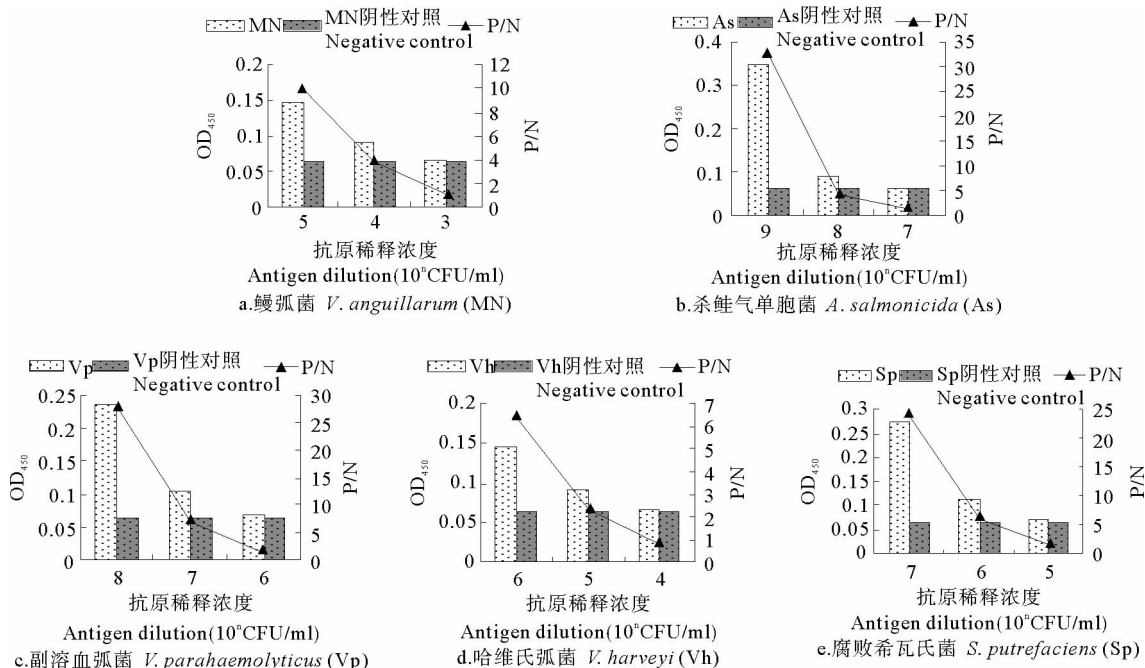 MN MN阴性对照 P/N
Negative control
OD450
0.2
0.15
0.1
0.05
0
12
10
8
6
4
2
1
0
P/N
5 4 3
抗原稀释浓度
Antigen dilution(10ⁿCFU/ml)
a.鳗弧菌 V. anguillarum (MN)
As As阴性对照 P/N
Negative control
OD450
0.4
0.3
0.2
0.1
0
35
30
25
20
15
10
5
0
P/N
9 8 7
抗原稀释浓度
Antigen dilution(10ⁿCFU/ml)
b.杀鲑气单胞菌 A. salmonicida (As)
Vp Vp阴性对照 P/N
Negative control
OD450
0.25
0.2
0.15
0.1
0.05
0
30
25
20
20
10
10
0
P/N
8 7 6
抗原稀释浓度
Antigen dilution(10ⁿCFU/ml)
c.副溶血弧菌 V. parahaemolyticus (Vp)
Vh Vh阴性对照 P/N
Negative control
OD450
0.2
0.15
0.1
0.05
0
7
6
5
4
3
2
1
0
P/N
6 5 4
抗原稀释浓度
Antigen dilution(10ⁿCFU/ml)
d.哈维氏弧菌 V. harveyi (Vh)
Sp Sp阴性对照 P/N
Negative control
OD450
0.3
0.25
0.2
0.15
0.1
0.05
0
25
20
15
10
5
0
P/N
7 6 5
抗原稀释浓度
Antigen dilution(10ⁿCFU/ml)
e.腐败希瓦氏菌 S. putrefaciens (Sp)